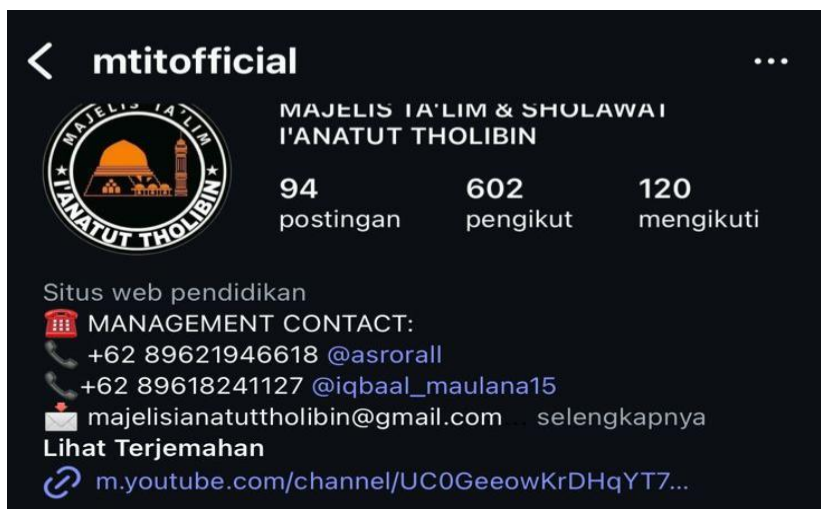 mtitofficial
MAJELIS TA'LIM & SHOLAWAT
I'ANATUT THOLIBIN
MAJELIS TA'LIM
I'ANATUT THOLIBIN
94 602 120
postingan pengikut mengikuti
Situs web pendidikan
MANAGEMENT CONTACT:
+62 89621946618 @asrorall
+62 89618241127 @iqbaal_maulana15
majelisianatuttholibin@gmail.com... selengkapnya
Lihat Terjemahan
m.youtube.com/channel/UC0GeeowKrDHqYT7...